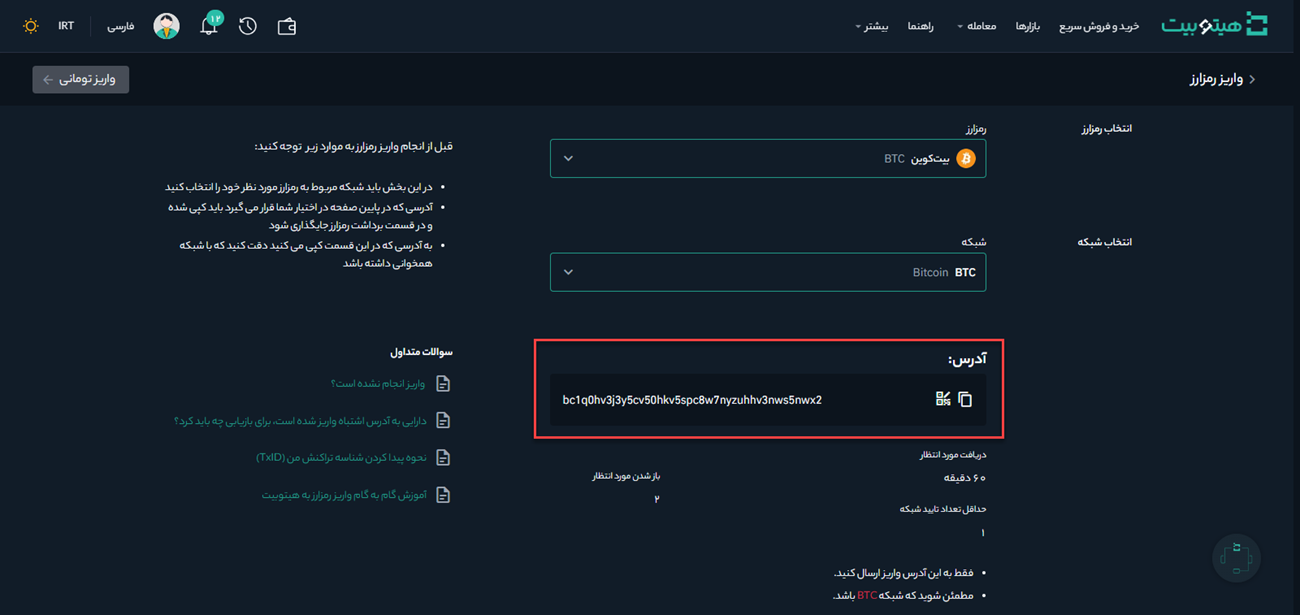 هیتوبیت
خرید و فروش سریع
بازارها
معامله
راهنما
بیشتر
۱۲
فارسی
IRT
واریز رمزارز
واریز تومانی
انتخاب رمزارز
رمزارز
بیت‌کوین BTC
انتخاب شبکه
شبکه
BTC Bitcoin
آدرس:
bc1q0hv3j3y5cv50hkv5spc8w7nyzuhhv3nws5nwx2
دریافت مورد انتظار
۶۰ دقیقه
باز شدن مورد انتظار
۲
حداقل تعداد تایید شبکه
۱
فقط به این آدرس واریز ارسال کنید.
مطمئن شوید که شبکه BTC باشد.
قبل از انجام واریز رمزارز به موارد زیر توجه کنید:
در این بخش باید شبکه مربوط به رمزارز مورد نظر خود را انتخاب کنید
آدرسی که در پایین صفحه در اختیار شما قرار می گیرد باید کپی شده
و در قسمت برداشت رمزارز جایگذاری شود
به آدرسی که در این قسمت کپی می کنید دقت کنید که با شبکه
همخوانی داشته باشد
سوالات متداول
واریز انجام نشده است؟
دارایی به آدرس اشتباه واریز شده است، برای بازیابی چه باید کرد؟
نحوه پیدا کردن شناسه تراکنش من (TxID)
آموزش گام به گام واریز رمزارز به هیتوبیت